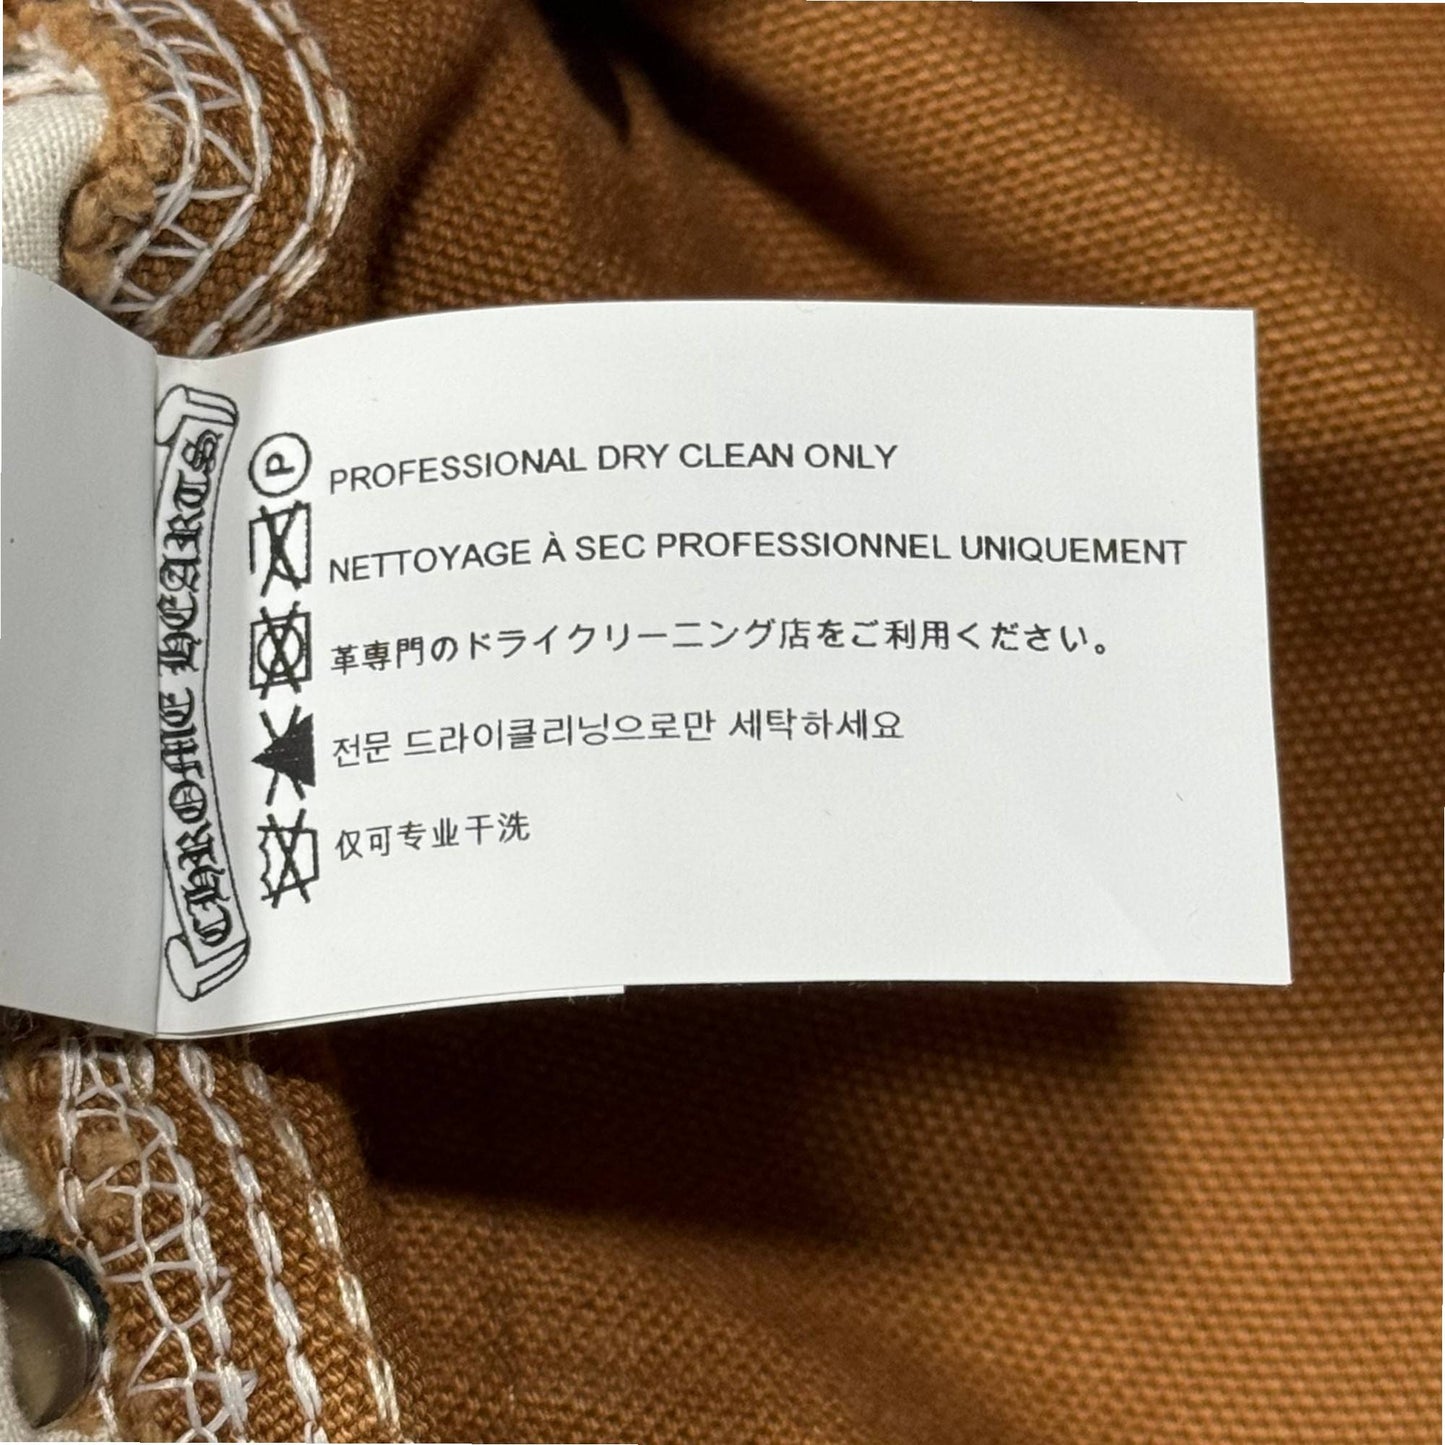 CHROME HEARTS
P
PROFESSIONAL DRY CLEAN ONLY
NETTOYAGE À SEC PROFESSIONNEL UNIQUEMENT
革専門のドライクリーニング店をご利用ください。
전문 드라이클리닝으로만 세탁하세요
仅可专业干洗